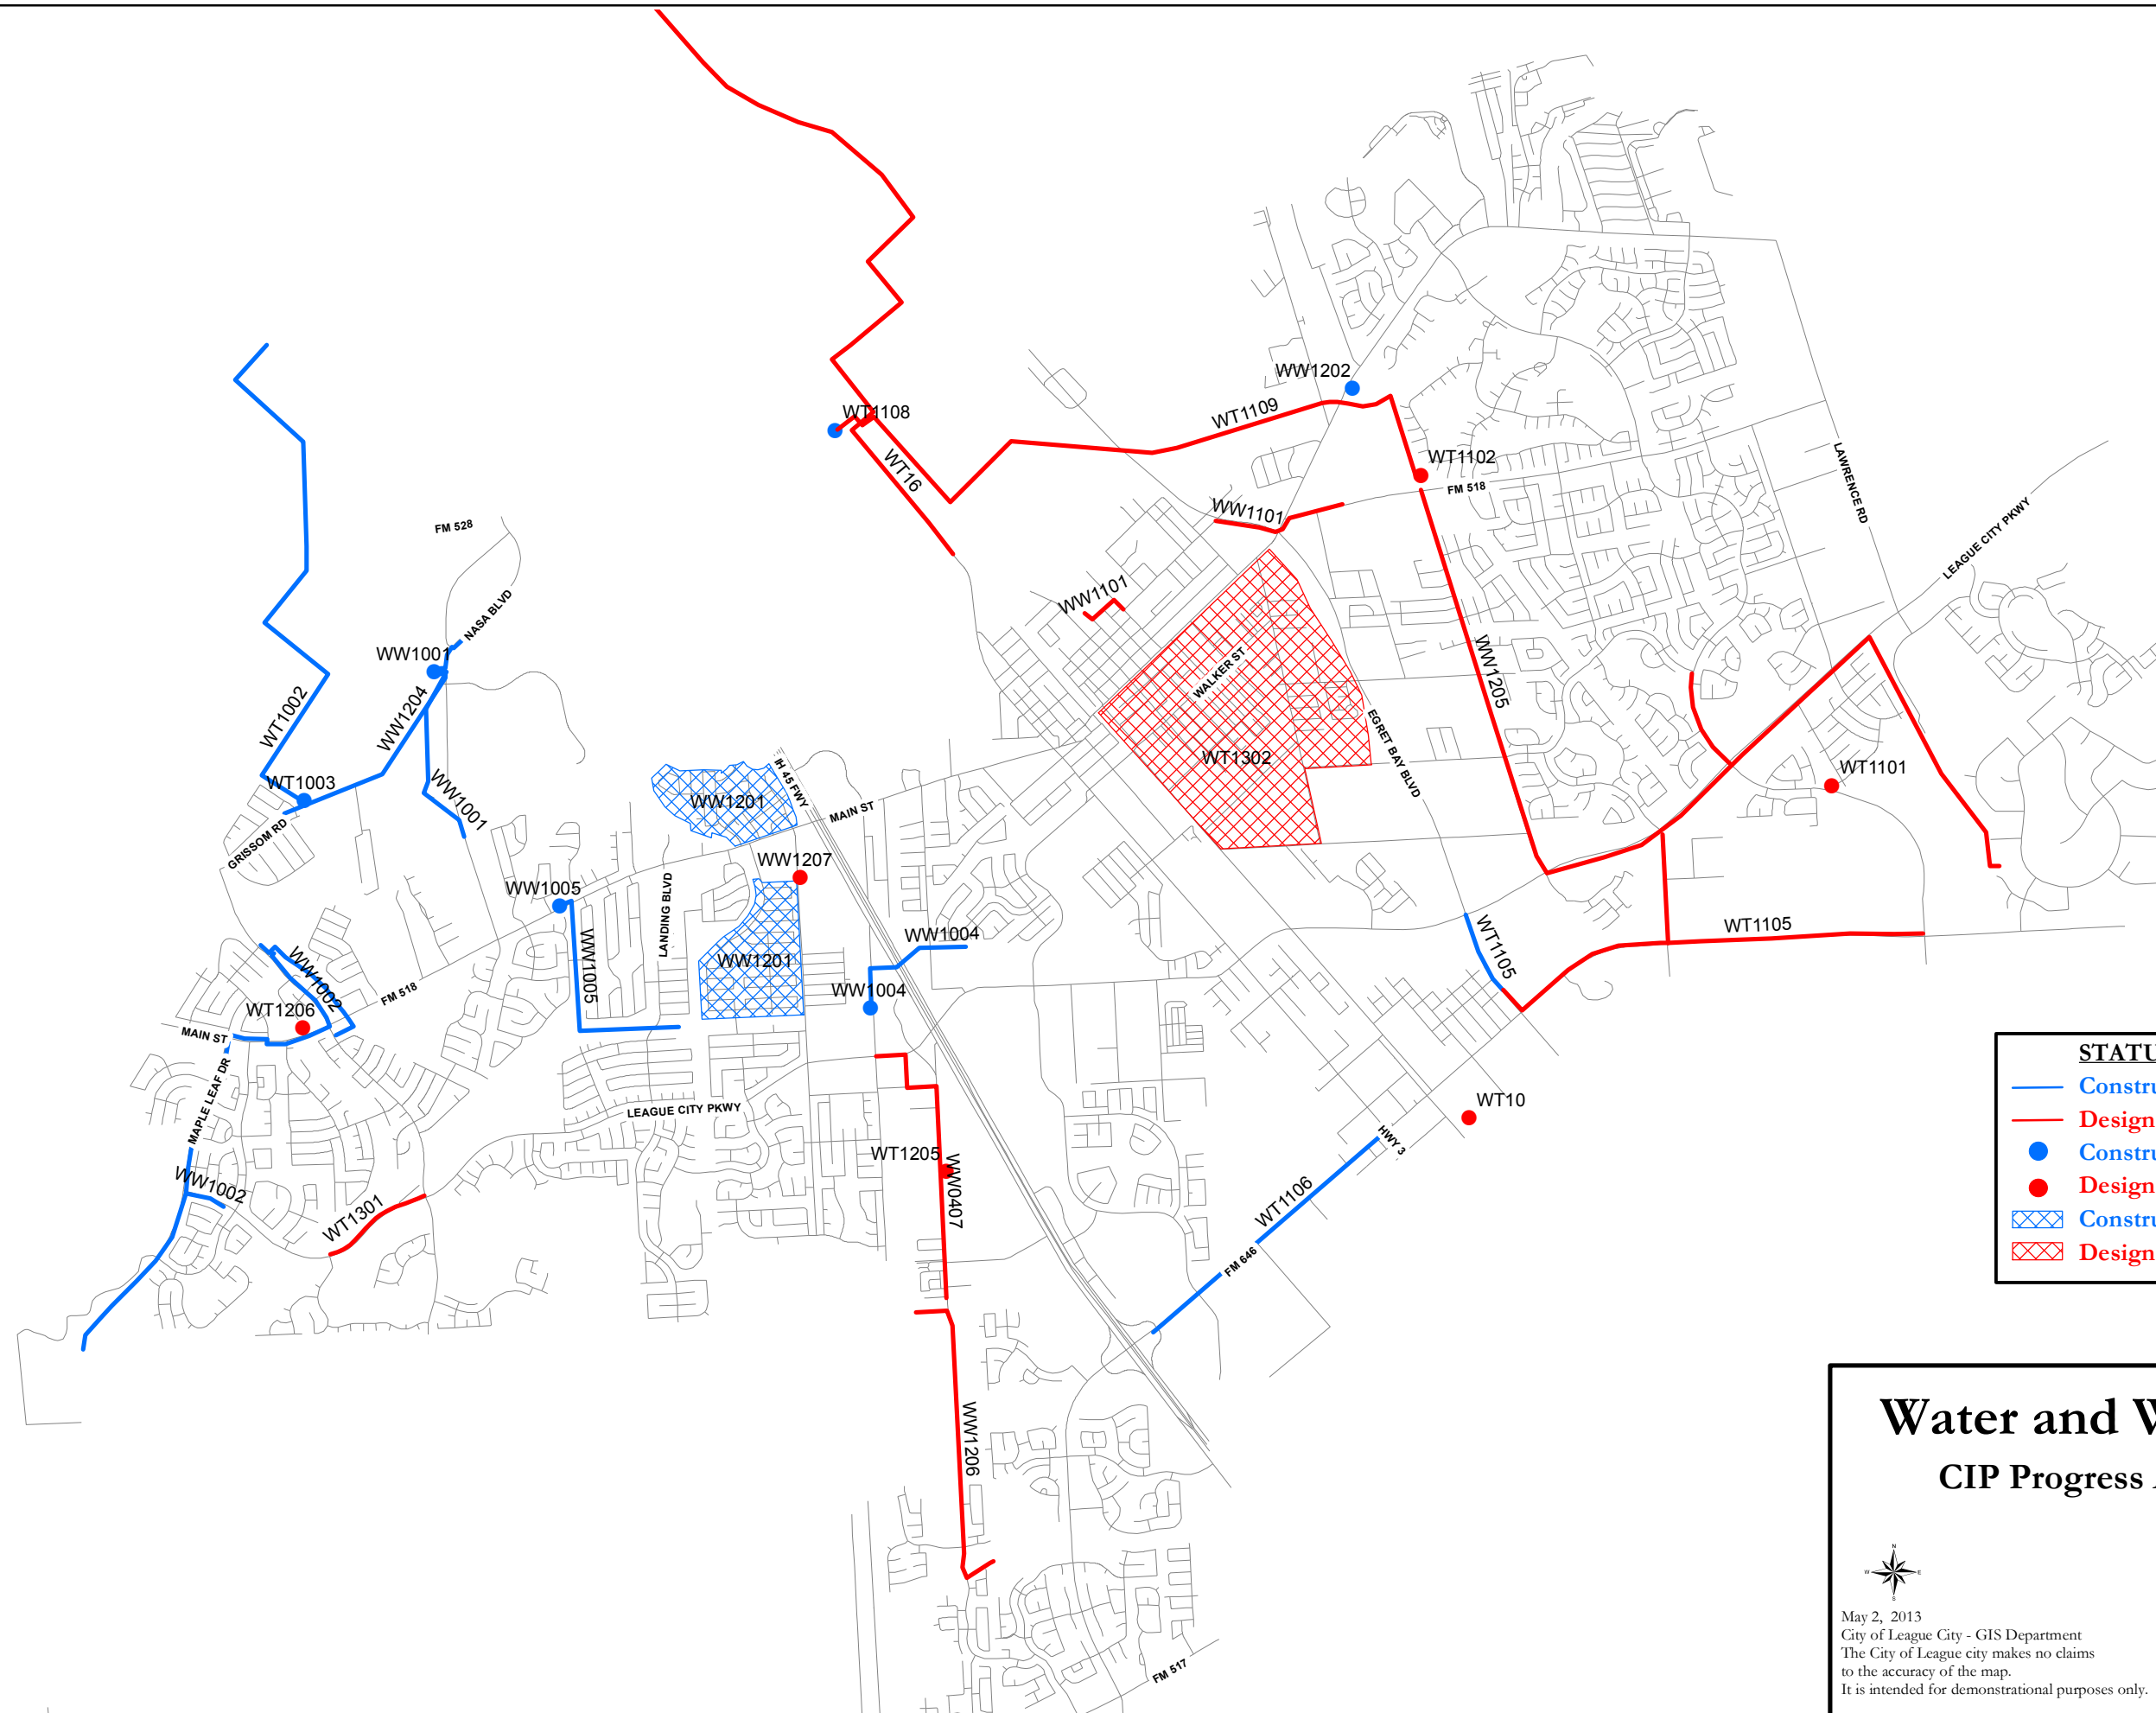 WW1202
WT1108
WT1109
WT16
WT1102
FM 518
LAWRENCE RD
WW1101
FM 528
LEAGUE CITY PKWY
NASA BLVD
WW1101
WW1001
WALKER ST
WW1205
WT1002
WW1204
EGRET BAY BLVD
WT1302
WT1101
WT1003
IH 45 FWY
WW1001
WW1201
MAIN ST
GRISSOM RD
WW1207
WW1005
LANDING BLVD
WT1105
WW1004
WT1105
WW1002
WW1005
WW1201
FM 518
WW1004
WT1206
MAIN ST
MAPLE LEAF DR
LEAGUE CITY PKWY
WT10
HWY 3
WT1205
WW0407
WW1002
WT1106
WT1301
FM 646
WW1206
FM 517
STATU
Constru
Design
Constru
Design
Constru
Design
Water and W
CIP Progress
N
W E
S
May 2, 2013
City of League City - GIS Department
The City of League city makes no claims
to the accuracy of the map.
It is intended for demonstrational purposes only.